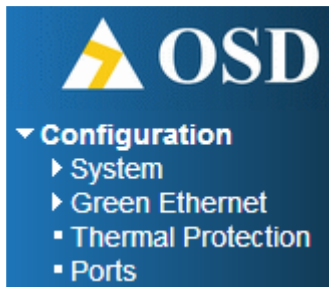 OSD
Configuration
System
Green Ethernet
Thermal Protection
Ports